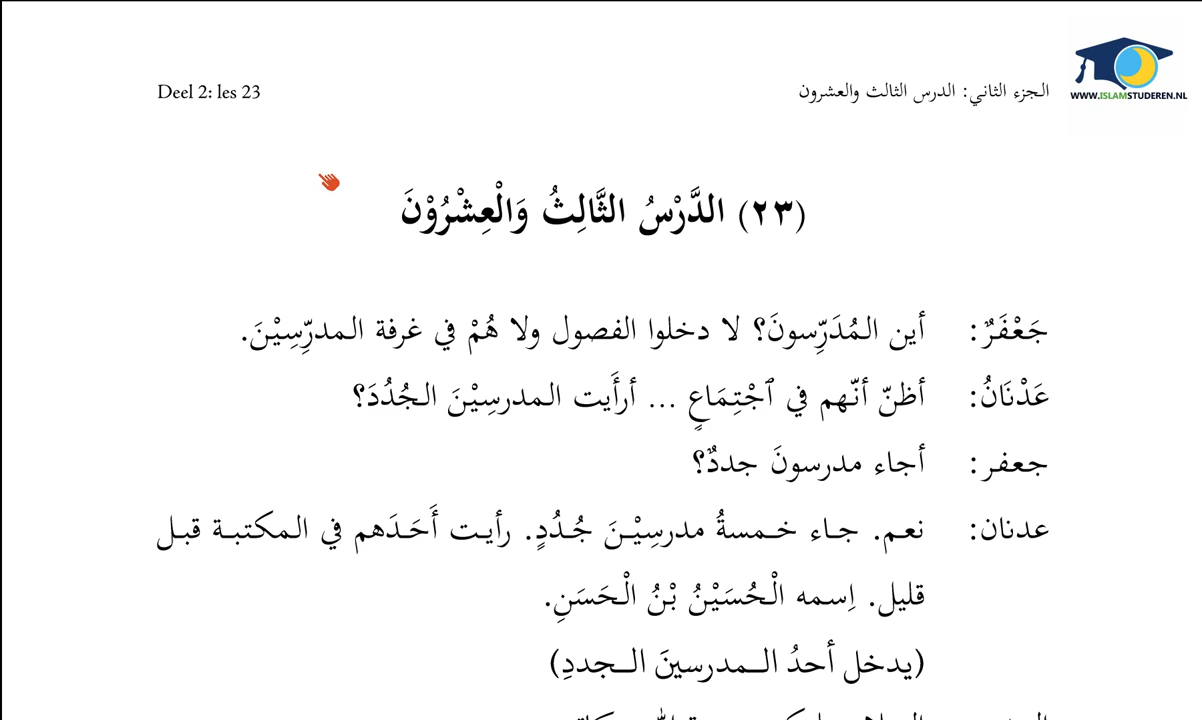 WWW.ISLAMSTUDEREN.NL
Deel 2: les 23
الجزء الثاني: الدرس الثالث والعشرون
(٢٣) الدَّرْسُ الثَّالِثُ وَالْعِشْرُوْنَ
جَعْفَرٌ: أين المُدَرِّسونَ؟ لا دخلوا الفصول ولا هُمْ في غرفة المدرِّسِيْنَ.
عَدْنَانُ: أظنّ أنّهم في ٱجْتِمَاعٍ ... أرأَيت المدرسِيْنَ الجُدُدَ؟
جعفر: أجاء مدرسونَ جددٌ؟
عدنان: نعم. جاء خمسةُ مدرسِيْنَ جُدُدٍ. رأيت أَحَدَهم في المكتبة قبل
قليل. اِسمه الْحُسَيْنُ بْنُ الْحَسَنِ.
(يدخل أحدُ المدرسينَ الجددِ)